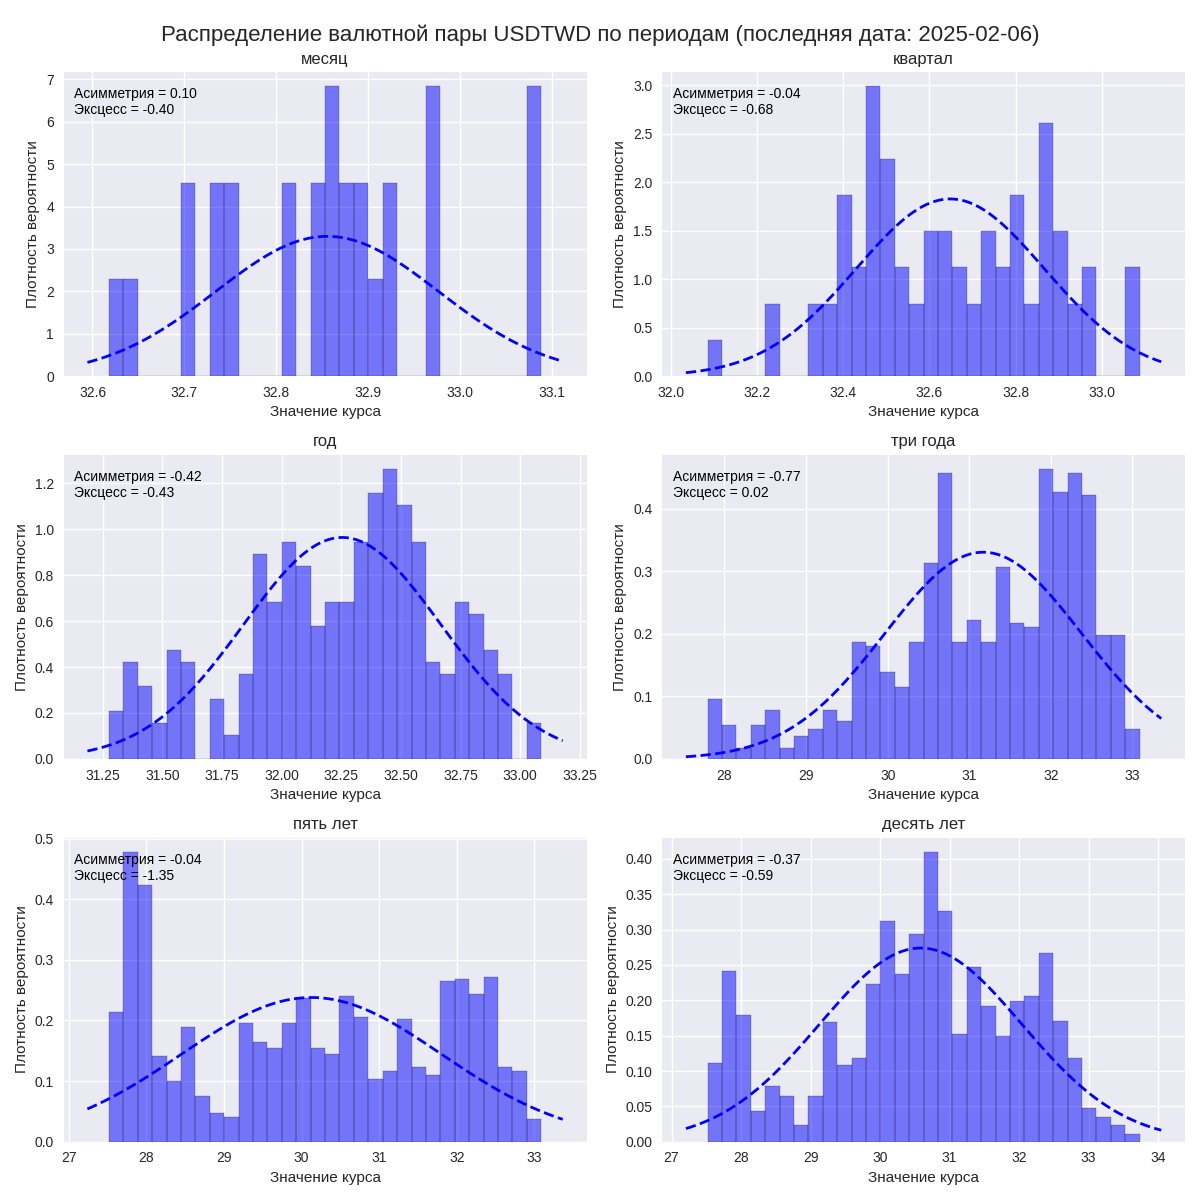 Распределение валютной пары USDTWD по периодам (последняя дата: 2025-02-06)
месяц
Асимметрия = 0.10
Эксцесс = -0.40
Плотность вероятности
7
6
5
4
3
2
1
0
32.6 32.7 32.8 32.9 33.0 33.1
Значение курса
квартал
Асимметрия = -0.04
Эксцесс = -0.68
Плотность вероятности
3.0
2.5
2.0
1.5
1.0
0.5
0.0
32.0 32.2 32.4 32.6 32.8 33.0
Значение курса
год
Асимметрия = -0.42
Эксцесс = -0.43
Плотность вероятности
1.2
1.0
0.8
0.6
0.4
0.2
0.0
31.25 31.50 31.75 32.00 32.25 32.50 32.75 33.00 33.25
Значение курса
три года
Асимметрия = -0.77
Эксцесс = 0.02
Плотность вероятности
0.4
0.3
0.2
0.1
0.0
28 29 30 31 32 33
Значение курса
пять лет
Асимметрия = -0.04
Эксцесс = -1.35
Плотность вероятности
0.5
0.4
0.3
0.2
0.1
0.0
27 28 29 30 31 32 33
Значение курса
десять лет
Асимметрия = -0.37
Эксцесс = -0.59
Плотность вероятности
0.40
0.35
0.30
0.25
0.20
0.15
0.10
0.05
0.00
27 28 29 30 31 32 33 34
Значение курса